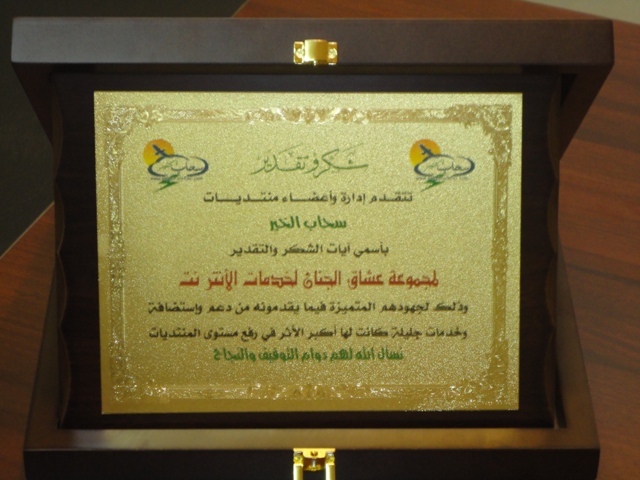 شكر وتقدير
تتقدم إدارة وأعضاء منتديات
سحاب الخير
بأسمى آيات الشكر والتقدير
لمجموعة عشاق الجنان لخدمات الأنتر نت
وذلك لجهودهم المتميزة فيما يقدمونه من دعم واستضافة
وخدمات جليلة كانت لها أكبر الأثر في رفع مستوى المنتديات
نسأل الله لهم دوام التوفيق والنجاح